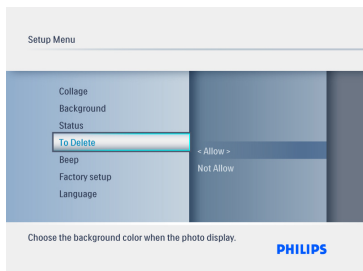 Setup Menu
Collage
Background
Status
To Delete
Beep
Factory setup
Language
< Allow >
Not Allow
Choose the background color when the photo display.
PHILIPS